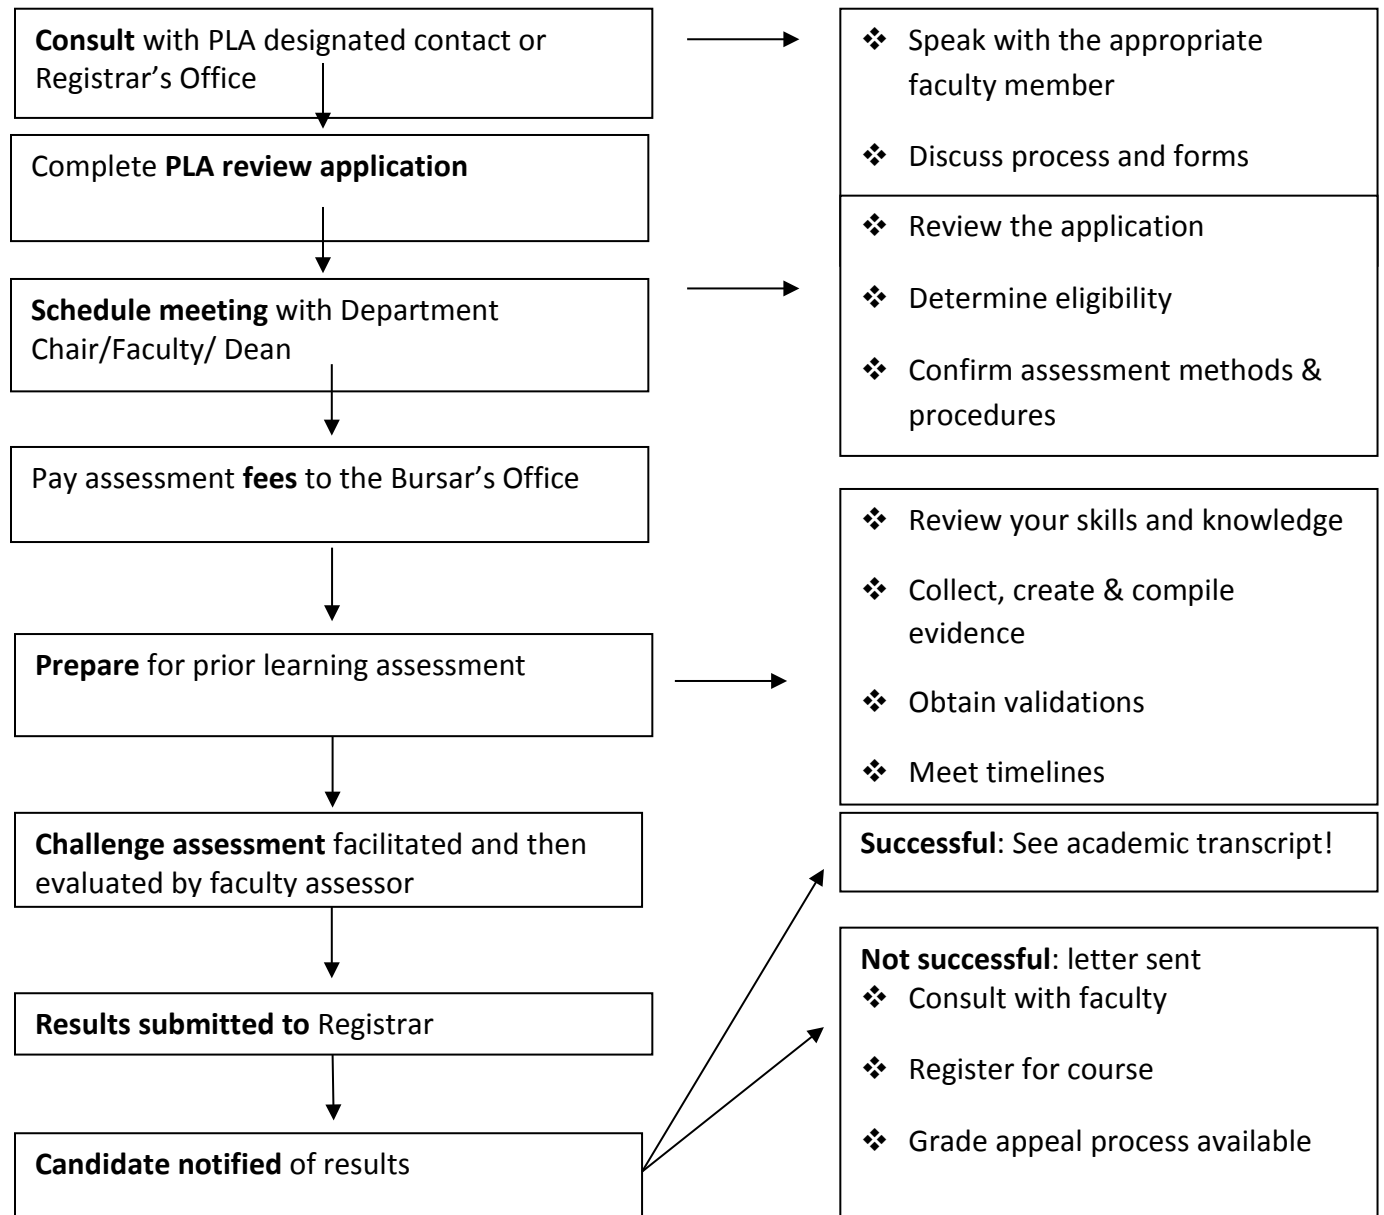 Consult with PLA designated contact or
Registrar’s Office
❖ Speak with the appropriate
faculty member
❖ Discuss process and forms
Complete PLA review application
Schedule meeting with Department
Chair/Faculty/ Dean
❖ Review the application
❖ Determine eligibility
❖ Confirm assessment methods &
procedures
Pay assessment fees to the Bursar’s Office
Prepare for prior learning assessment
❖ Review your skills and knowledge
❖ Collect, create & compile
evidence
❖ Obtain validations
❖ Meet timelines
Challenge assessment facilitated and then
evaluated by faculty assessor
Results submitted to Registrar
Candidate notified of results
Successful: See academic transcript!
Not successful: letter sent
❖ Consult with faculty
❖ Register for course
❖ Grade appeal process available